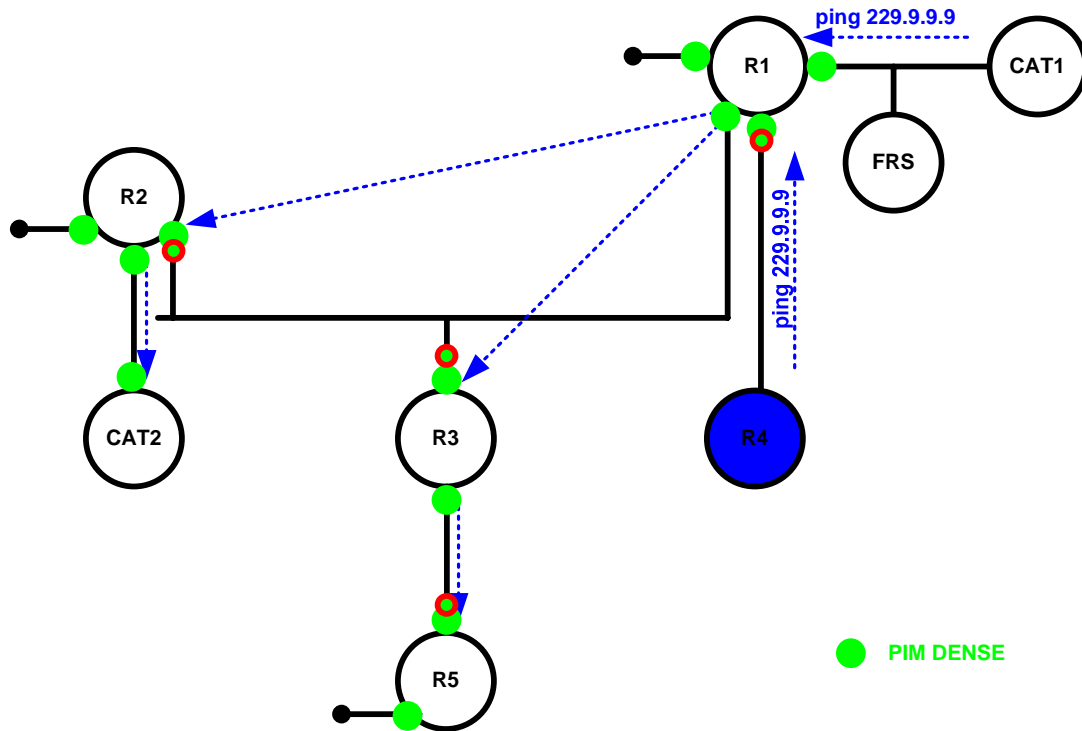 ping 229.9.9.9
R1
CAT1
FRS
R2
ping 229.9.9.9
CAT2
R3
R4
R5
PIM DENSE